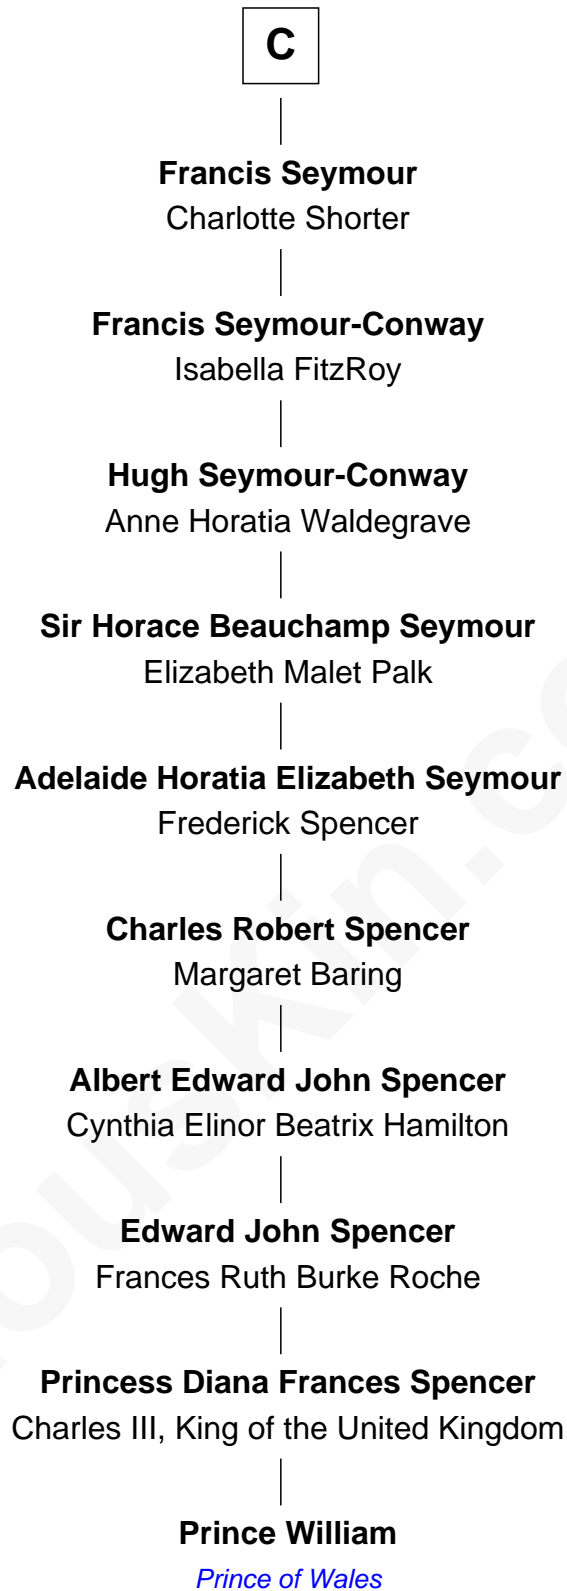 C
Francis Seymour
Charlotte Shorter
Francis Seymour-Conway
Isabella FitzRoy
Hugh Seymour-Conway
Anne Horatia Waldegrave
Sir Horace Beauchamp Seymour
Elizabeth Malet Palk
Adelaide Horatia Elizabeth Seymour
Frederick Spencer
Charles Robert Spencer
Margaret Baring
Albert Edward John Spencer
Cynthia Elinor Beatrix Hamilton
Edward John Spencer
Frances Ruth Burke Roche
Princess Diana Frances Spencer
Charles III, King of the United Kingdom
Prince William
Prince of Wales